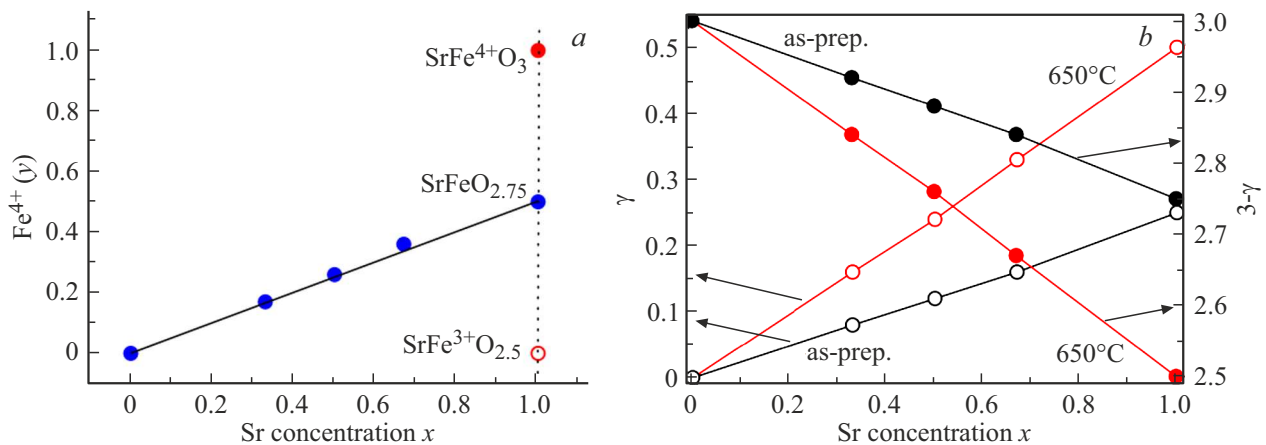 a
1.0
SrFe⁴⁺O₃
0.8
Fe⁴⁺ (y)
0.6
SrFeO₂.₇₅
0.4
0.2
SrFe³⁺O₂.₅
0
0 0.2 0.4 0.6 0.8 1.0
Sr concentration x
b
as-prep.
650°C
0.5
0.4
0.3
γ
0.2
0.1
0
3.0
2.9
2.8
3-γ
2.7
2.6
2.5
as-prep.
650°C
0 0.2 0.4 0.6 0.8 1.0
Sr concentration x